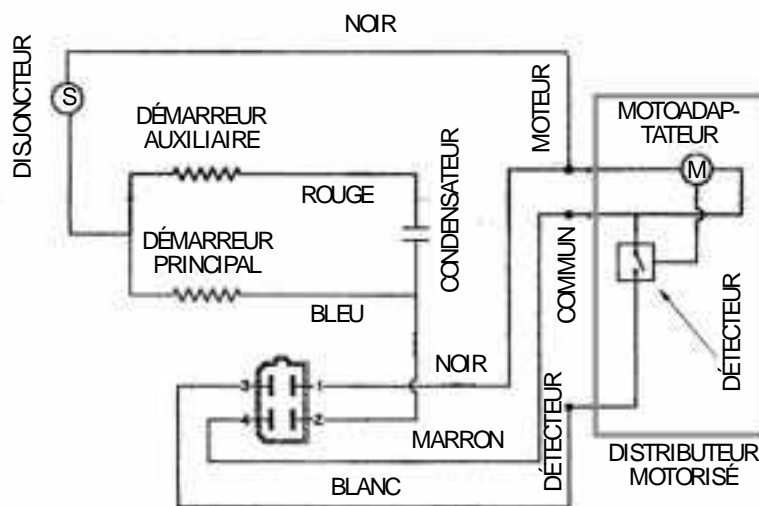 NOIR
DISJONCTEUR
S
DÉMARREUR
AUXILIAIRE
ROUGE
CONDENSATEUR
MOTEUR
MOTOADAP-
TATEUR
M
DÉMARREUR
PRINCIPAL
BLEU
COMMUN
DÉTECTEUR
NOIR
3
1
4
2
MARRON
DÉTECTEUR
BLANC
DISTRIBUTEUR
MOTORISÉ